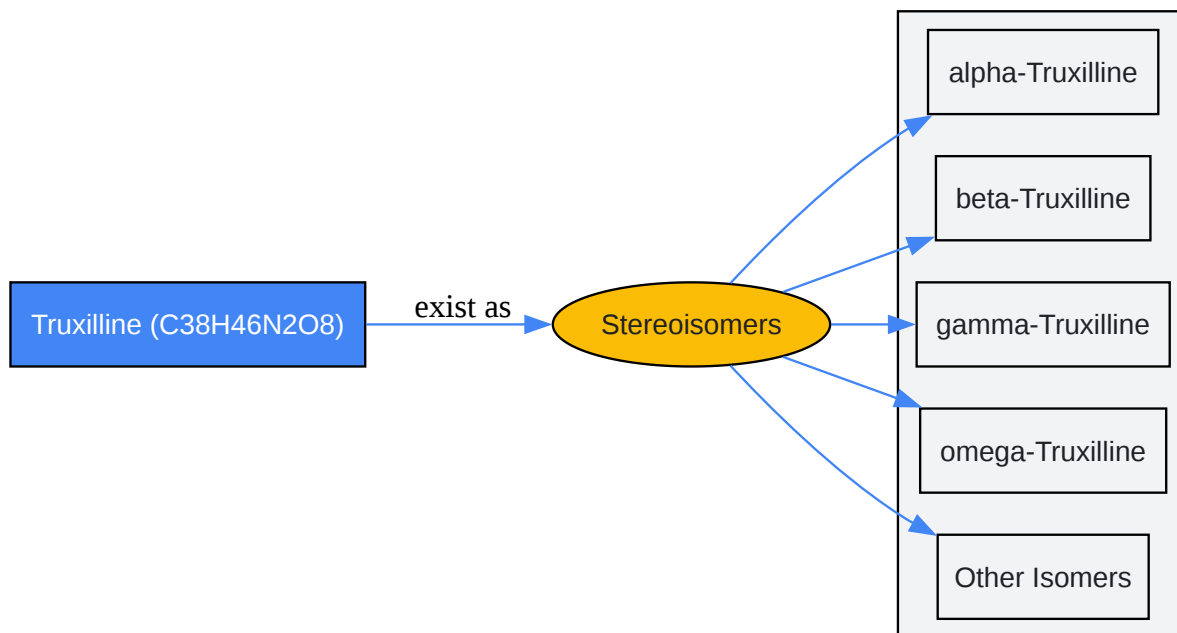 Truxilline (C38H46N2O8)
exist as
Stereoisomers
alpha-Truxilline
beta-Truxilline
gamma-Truxilline
omega-Truxilline
Other Isomers